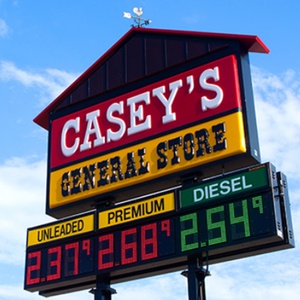 CASEY'S
GENERAL STORE
UNLEADED PREMIUM DIESEL
2.37⁹ 2.68⁹ 2.54⁹